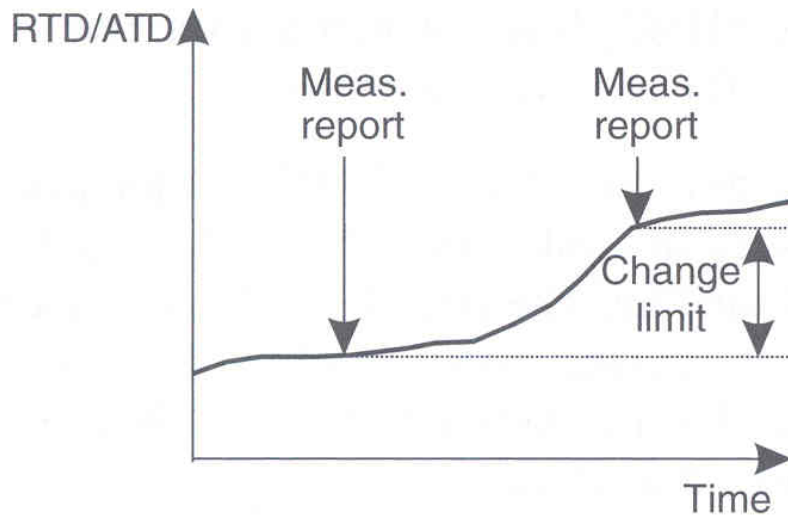 RTD/ATD
Meas.
report
Meas.
report
Change
limit
Time